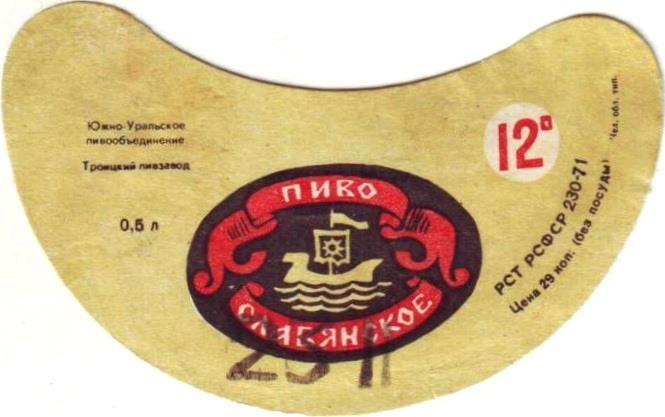 Южно-Уральское
пивообъединение
Троицкий пивзавод
0,5 л
ПИВО
СЛАВЯНСКОЕ
12°
РСТ РСФСР 230-71
Цена 29 коп. (без посуды)
Чел. обл. тип.